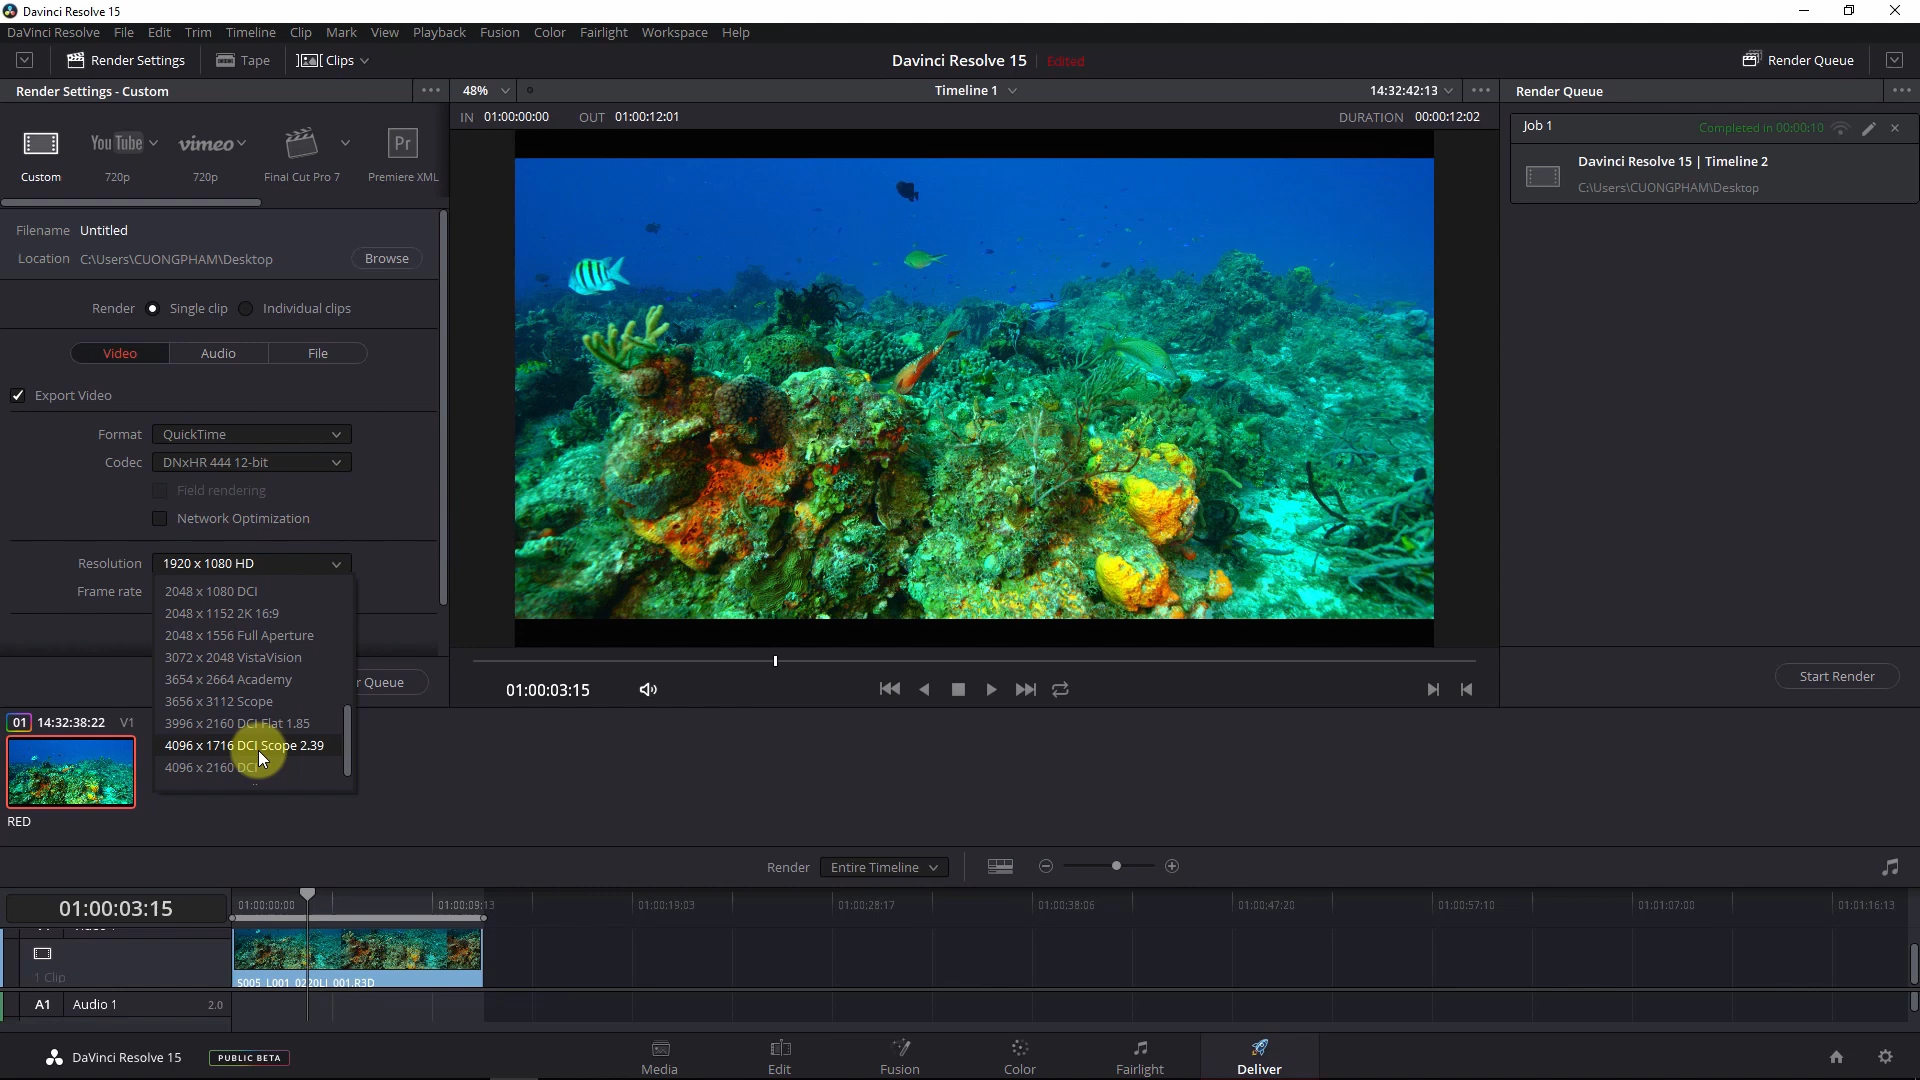 Davinci Resolve 15
DaVinci Resolve File Edit Trim Timeline Clip Mark View Playback Fusion Color Fairlight Workspace Help
Render Settings Tape Clips Davinci Resolve 15 Edited Render Queue
Render Settings - Custom 48% Timeline 1 14:32:42:13 Render Queue
IN 01:00:00:00 OUT 01:00:12:01 DURATION 00:00:12:02
Job 1 Completed in 00:00:10
YouTube vimeo Pr
Davinci Resolve 15 | Timeline 2
Custom 720p 720p Final Cut Pro 7 Premiere XML
C:\Users\CUONGPHAM\Desktop
Filename Untitled
Location C:\Users\CUONGPHAM\Desktop Browse
Render Single clip Individual clips
Video Audio File
Export Video
Format QuickTime
Codec DNxHR 444 12-bit
Field rendering
Network Optimization
Resolution 1920 x 1080 HD
Frame rate 2048 x 1080 DCI
2048 x 1152 2K 16:9
2048 x 1556 Full Aperture
3072 x 2048 VistaVision
3654 x 2664 Academy
r Queue
01:00:03:15
Start Render
3656 x 3112 Scope
01 14:32:38:22 V1
3996 x 2160 DCI Flat 1.85
4096 x 1716 DCI Scope 2.39
4096 x 2160 DCI
RED
Render Entire Timeline
01:00:03:15 01:00:00:00 01:00:09:13 01:00:19:03 01:00:28:17 01:00:38:06 01:00:47:20 01:00:57:10 01:01:07:00 01:01:16:13
1 Clip
S005_L001_0220LI_001.R3D
A1 Audio 1 2.0
DaVinci Resolve 15 PUBLIC BETA
Media Edit Fusion Color Fairlight Deliver